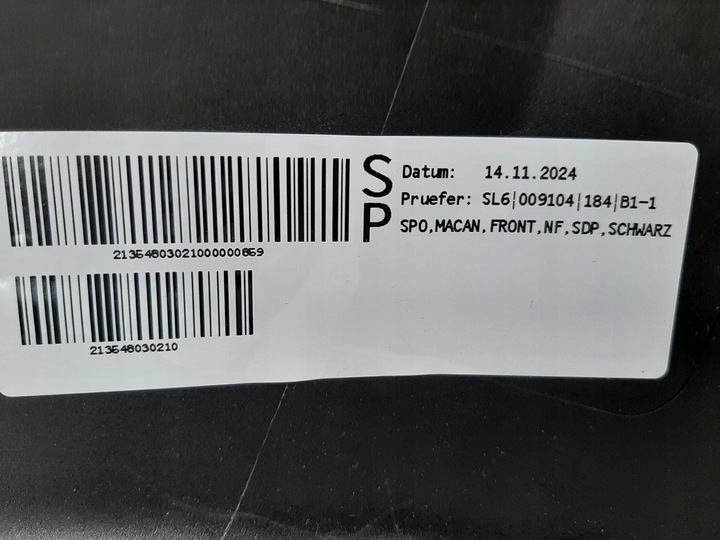 S
P
Datum: 14.11.2024
Pruefer: SL6|009104|184|B1-1
SPO,MACAN,FRONT,NF,SDP,SCHWARZ
2135480302100000869
213548030210